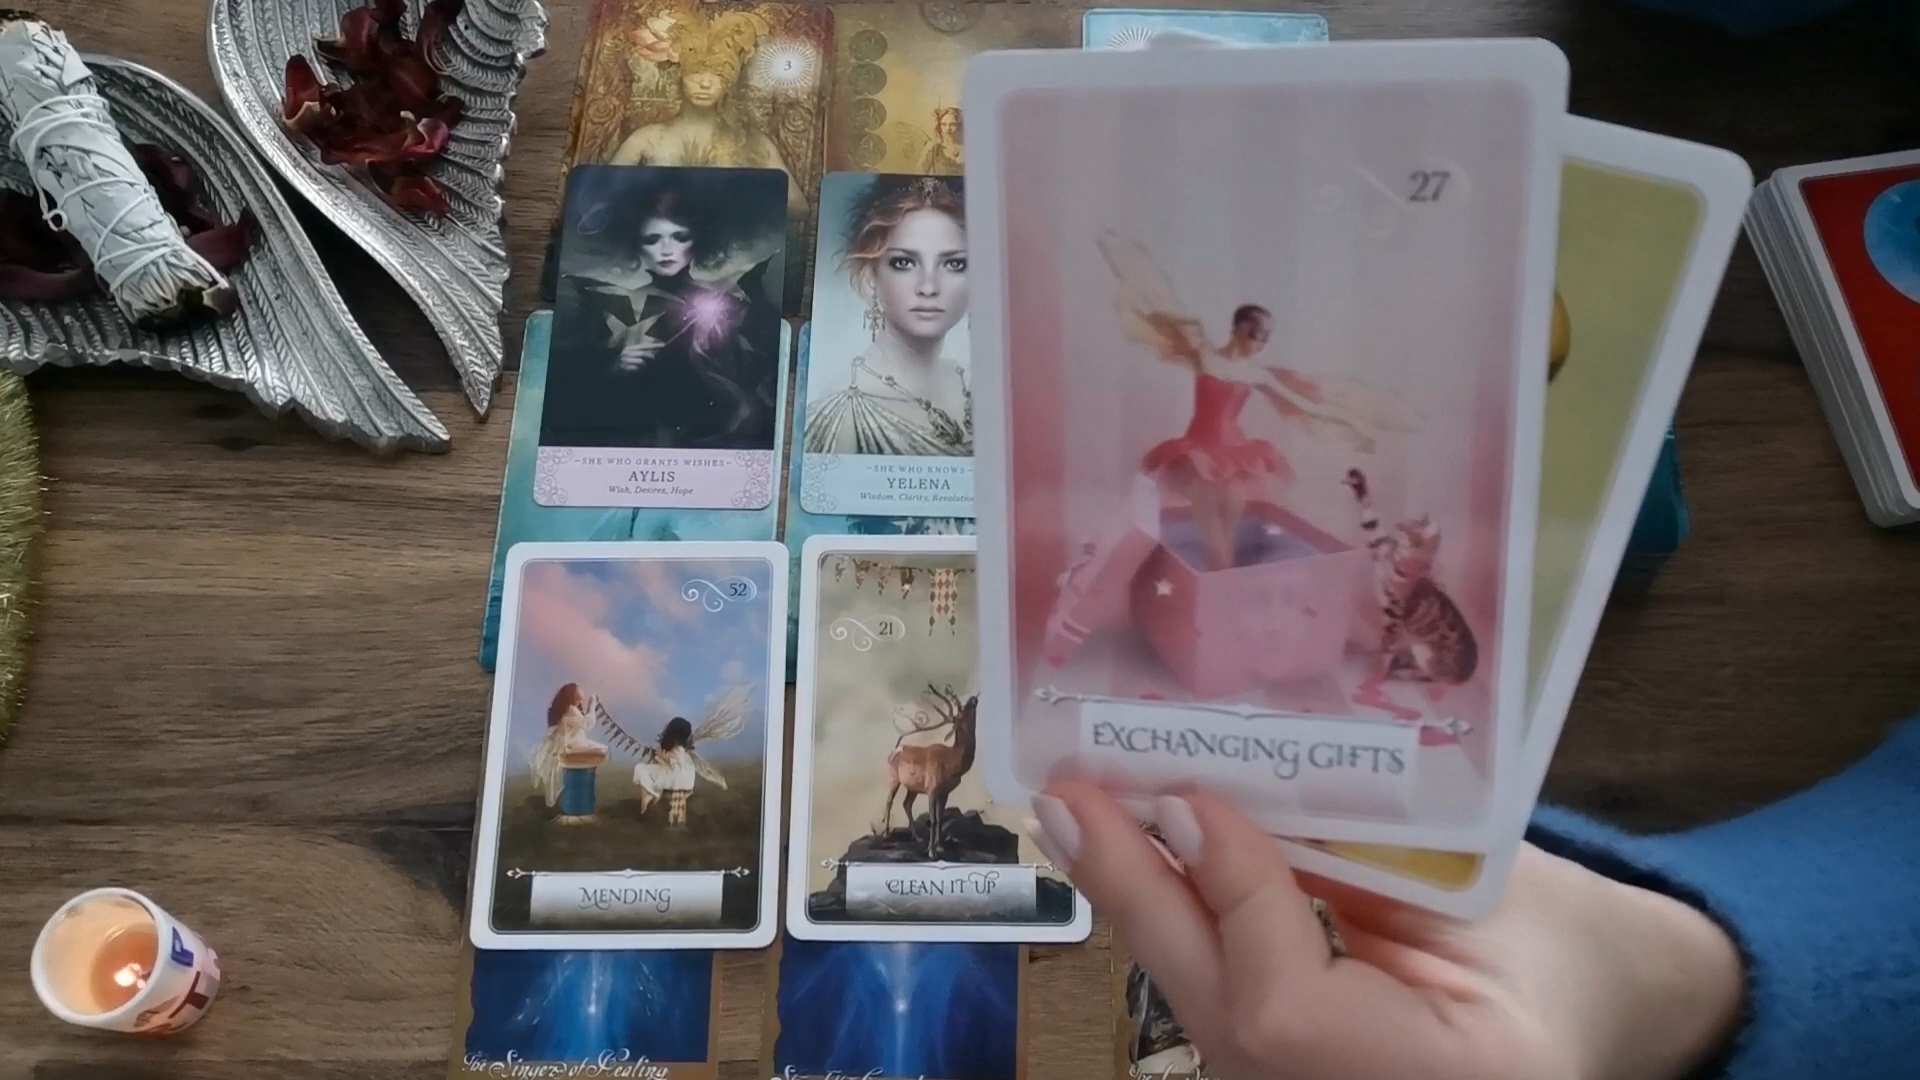 3
~SHE WHO GRANTS WISHES~
AYLIS
Wish, Desires, Hope
~SHE WHO KNOWS~
YELENA
Wisdom, Clarity, Resolution
27
EXCHANGING GIFTS
52
MENDING
21
CLEAN IT UP
The Singer of Healing